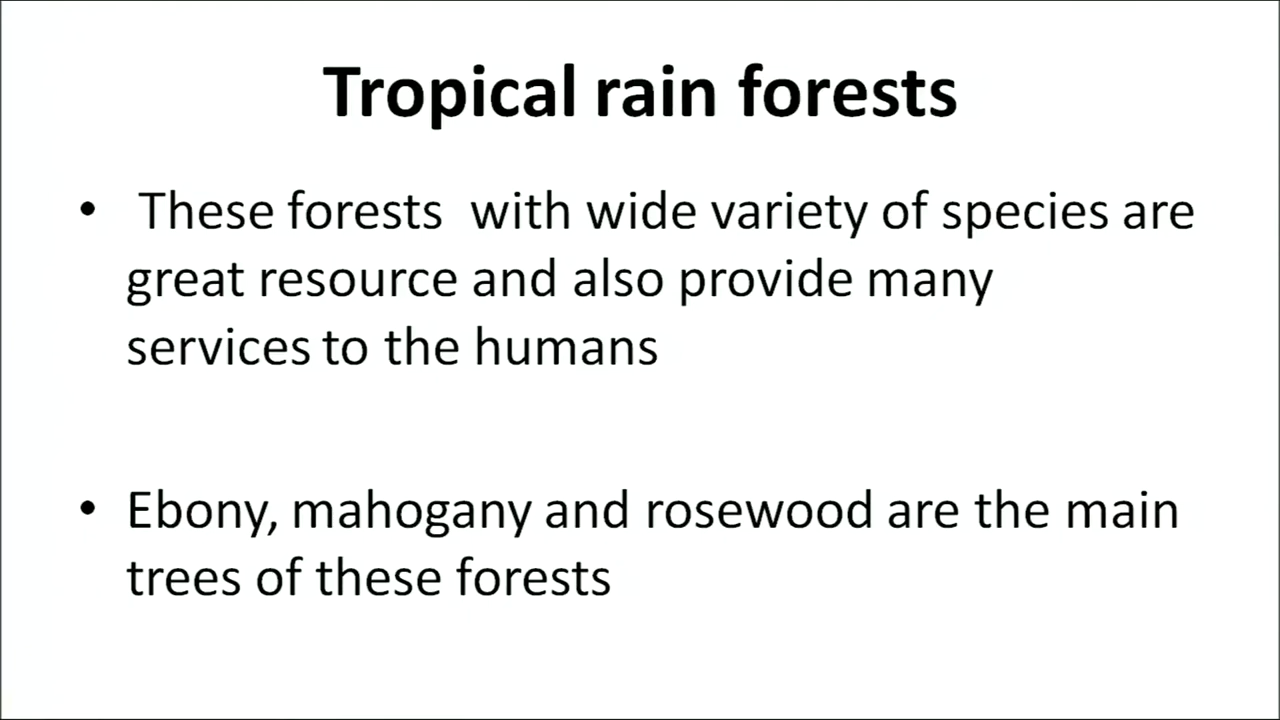 Tropical rain forests
• These forests with wide variety of species are
great resource and also provide many
services to the humans
• Ebony, mahogany and rosewood are the main
trees of these forests